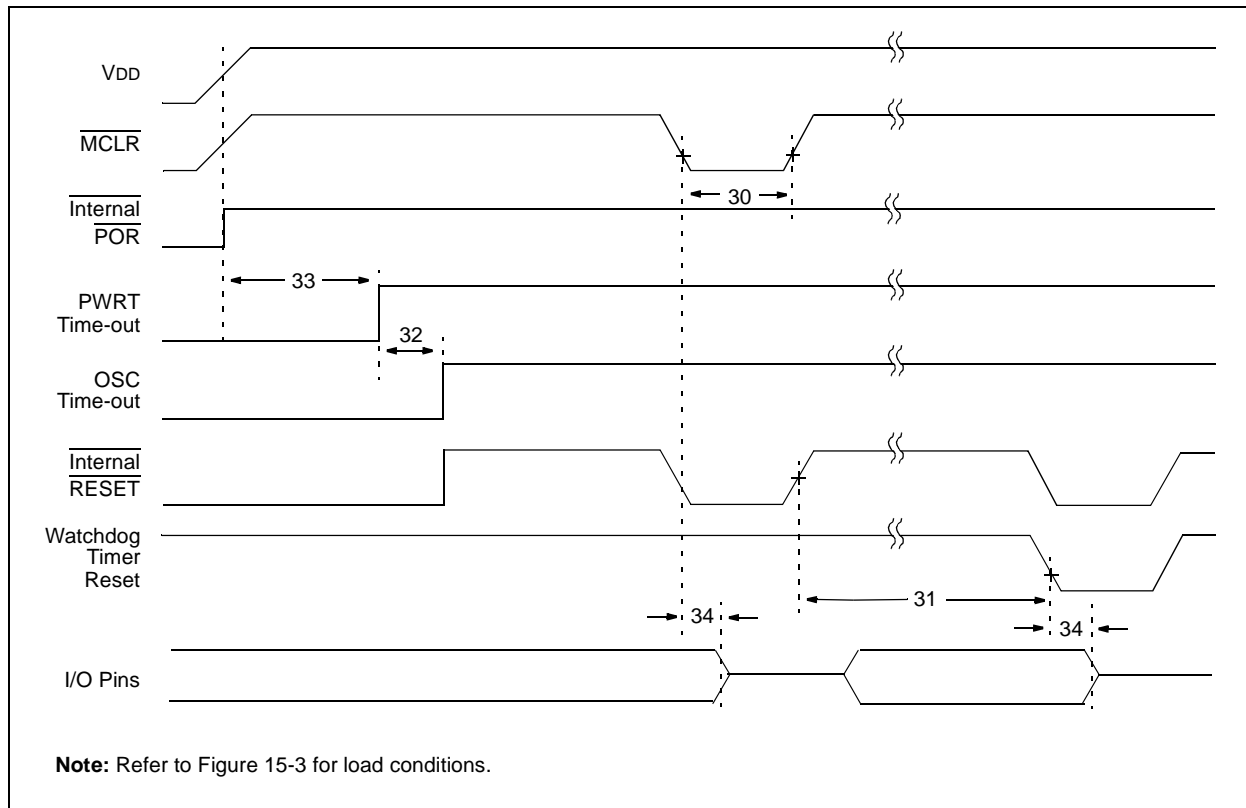 VDD
MCLR
Internal
POR
30
33
PWRT
Time-out
32
OSC
Time-out
Internal
RESET
Watchdog
Timer
Reset
31
34
34
I/O Pins
Note: Refer to Figure 15-3 for load conditions.